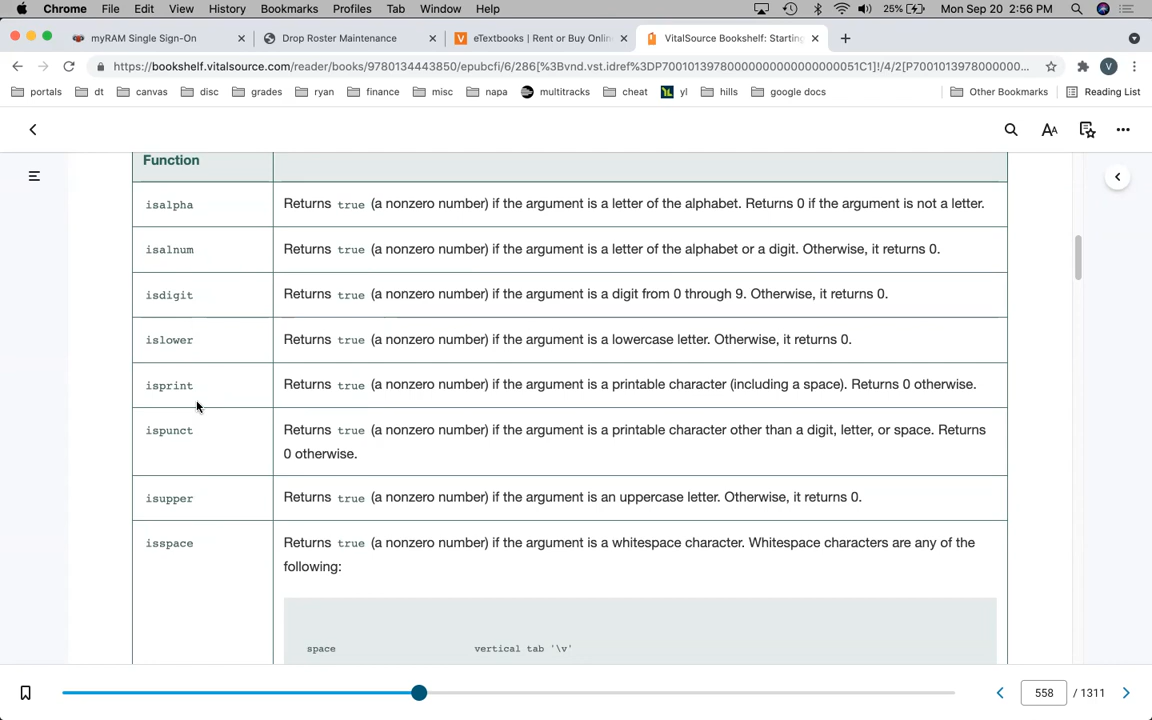 Chrome File Edit View History Bookmarks Profiles Tab Window Help 25% Mon Sep 20 2:56 PM
myRAM Single Sign-On Drop Roster Maintenance eTextbooks | Rent or Buy Onlin VitalSource Bookshelf: Starting
https://bookshelf.vitalsource.com/reader/books/9780134443850/epubcfi/6/286[%3Bvnd.vst.idref%3DP70010139780000000000000000051C1]!/4/2[P7001013978000000...
portals dt canvas disc grades ryan finance misc napa multitracks cheat yl hills google docs Other Bookmarks Reading List
Function
isalpha Returns true (a nonzero number) if the argument is a letter of the alphabet. Returns 0 if the argument is not a letter.
isalnum Returns true (a nonzero number) if the argument is a letter of the alphabet or a digit. Otherwise, it returns 0.
isdigit Returns true (a nonzero number) if the argument is a digit from 0 through 9. Otherwise, it returns 0.
islower Returns true (a nonzero number) if the argument is a lowercase letter. Otherwise, it returns 0.
isprint Returns true (a nonzero number) if the argument is a printable character (including a space). Returns 0 otherwise.
ispunct Returns true (a nonzero number) if the argument is a printable character other than a digit, letter, or space. Returns
0 otherwise.
isupper Returns true (a nonzero number) if the argument is an uppercase letter. Otherwise, it returns 0.
isspace Returns true (a nonzero number) if the argument is a whitespace character. Whitespace characters are any of the
following:
space vertical tab '\v'
558 / 1311